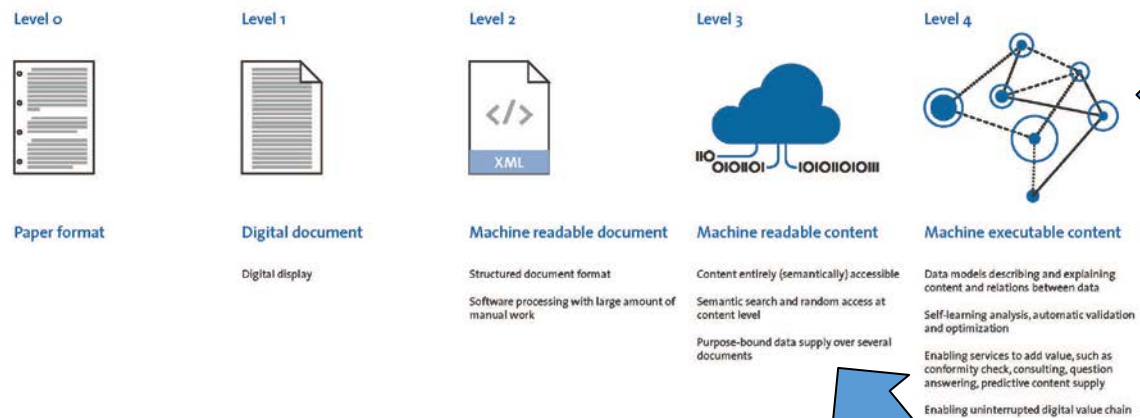 Level 0
Level 1
Level 2
Level 3
Level 4
</>
XML
110
0101101
1010110101111
Paper format
Digital document
Machine readable document
Machine readable content
Machine executable content
Digital display
Structured document format
Software processing with large amount of
manual work
Content entirely (semantically) accessible
Semantic search and random access at
content level
Purpose-bound data supply over several
documents
Data models describing and explaining
content and relations between data
Self-learning analysis, automatic validation
and optimization
Enabling services to add value, such as
conformity check, consulting, question
answering, predictive content supply
Enabling uninterrupted digital value chain